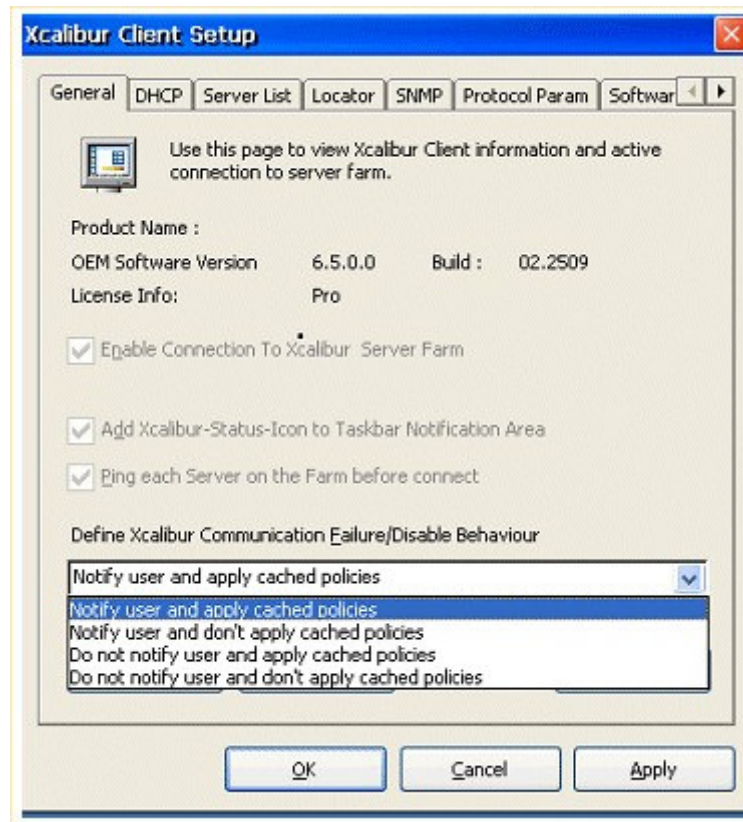 Xcalibur Client Setup
General DHCP Server List Locator SNMP Protocol Param Softwar
Use this page to view Xcalibur Client information and active
connection to server farm.
Product Name :
OEM Software Version 6.5.0.0 Build : 02.2509
License Info: Pro
Enable Connection To Xcalibur Server Farm
Add Xcalibur-Status-Icon to Taskbar Notification Area
Ping each Server on the Farm before connect
Define Xcalibur Communication Failure/Disable Behaviour
Notify user and apply cached policies
Notify user and apply cached policies
Notify user and don't apply cached policies
Do not notify user and apply cached policies
Do not notify user and don't apply cached policies
OK Cancel Apply